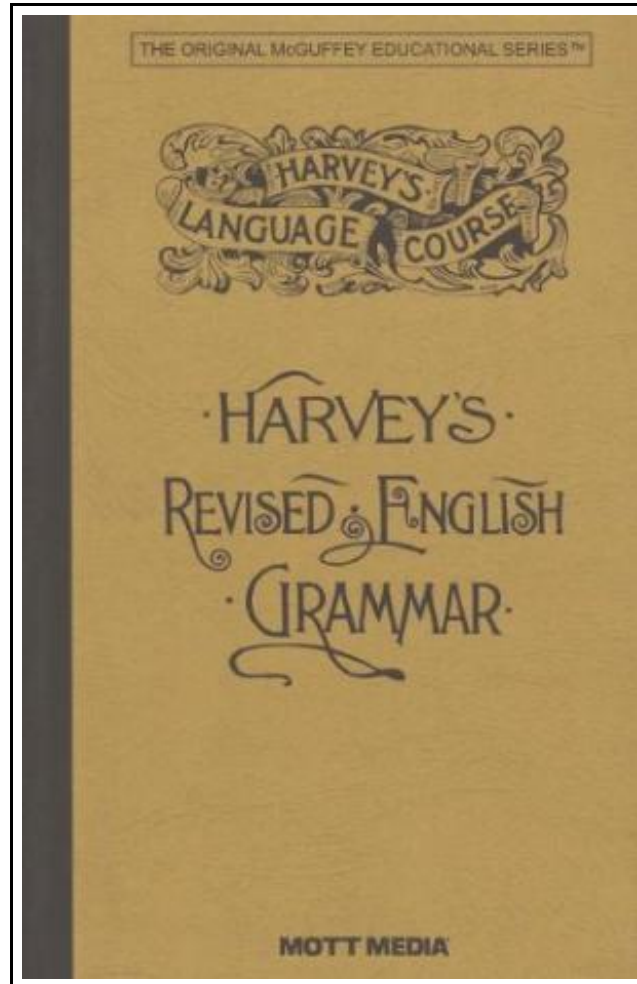 THE ORIGINAL McGUFFEY EDUCATIONAL SERIES™
HARVEY'S
LANGUAGE COURSE
·HARVEY'S·
REVISED ENGLISH
·GRAMMAR·
MOTT MEDIA